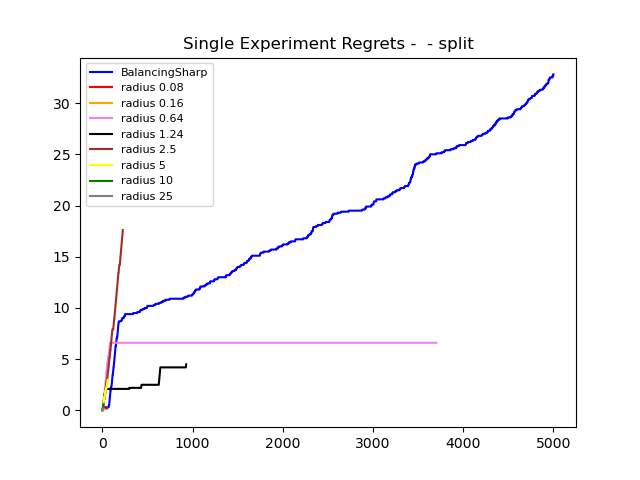 Single Experiment Regrets -  - split
BalancingSharp
radius 0.08
radius 0.16
radius 0.64
radius 1.24
radius 2.5
radius 5
radius 10
radius 25
30
25
20
15
10
5
0
0 1000 2000 3000 4000 5000